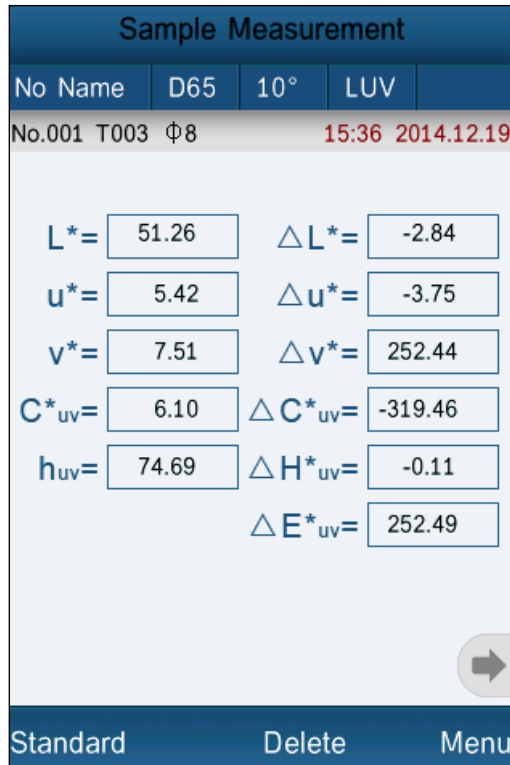 Sample Measurement
No Name D65 10° LUV
No.001 T003 Φ8 15:36 2014.12.19
L*= 51.26 △L*= -2.84
u*= 5.42 △u*= -3.75
v*= 7.51 △v*= 252.44
C*uv= 6.10 △C*uv= -319.46
huv= 74.69 △H*uv= -0.11
△E*uv= 252.49
Standard Delete Menu